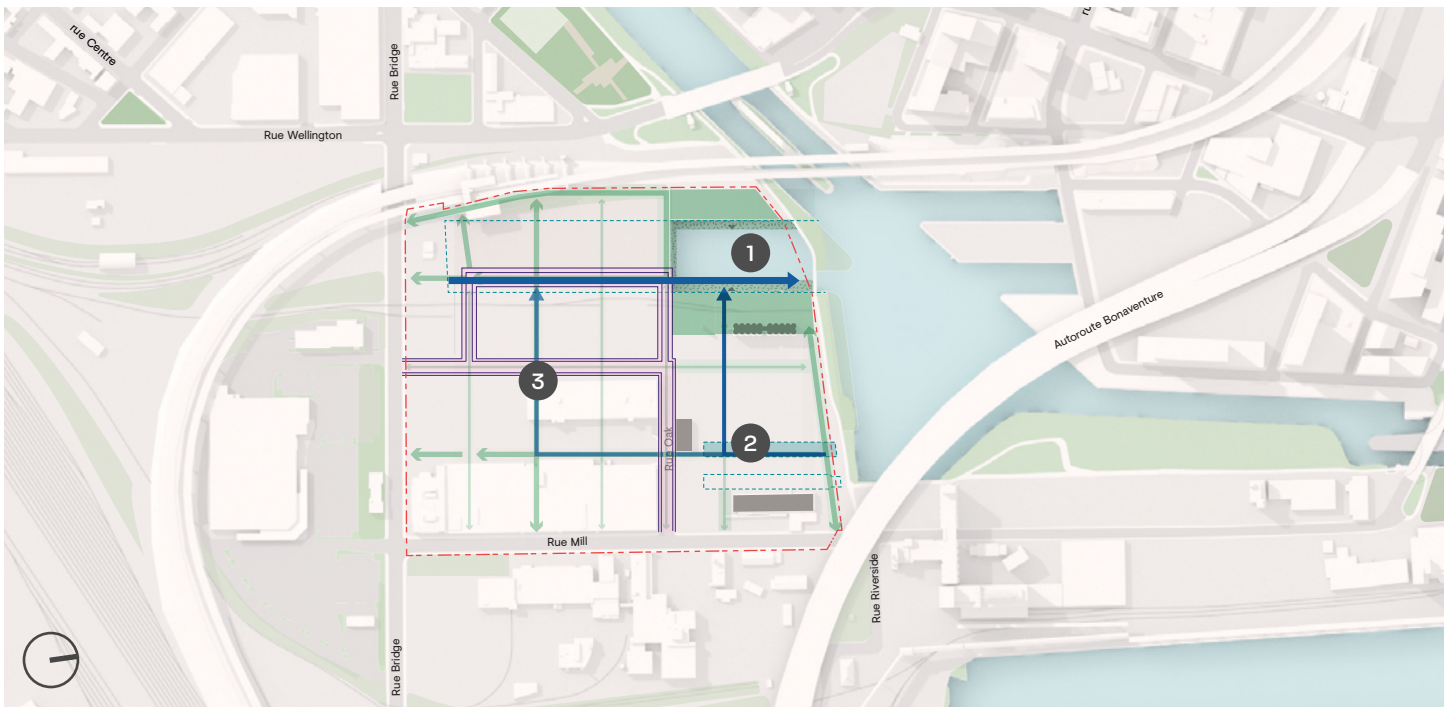 rue Centre
Rue Bridge
ru
Rue Wellington
1
Autoroute Bonaventure
3
Rue Oak
2
Rue Mill
Rue Riverside
Rue Bridge